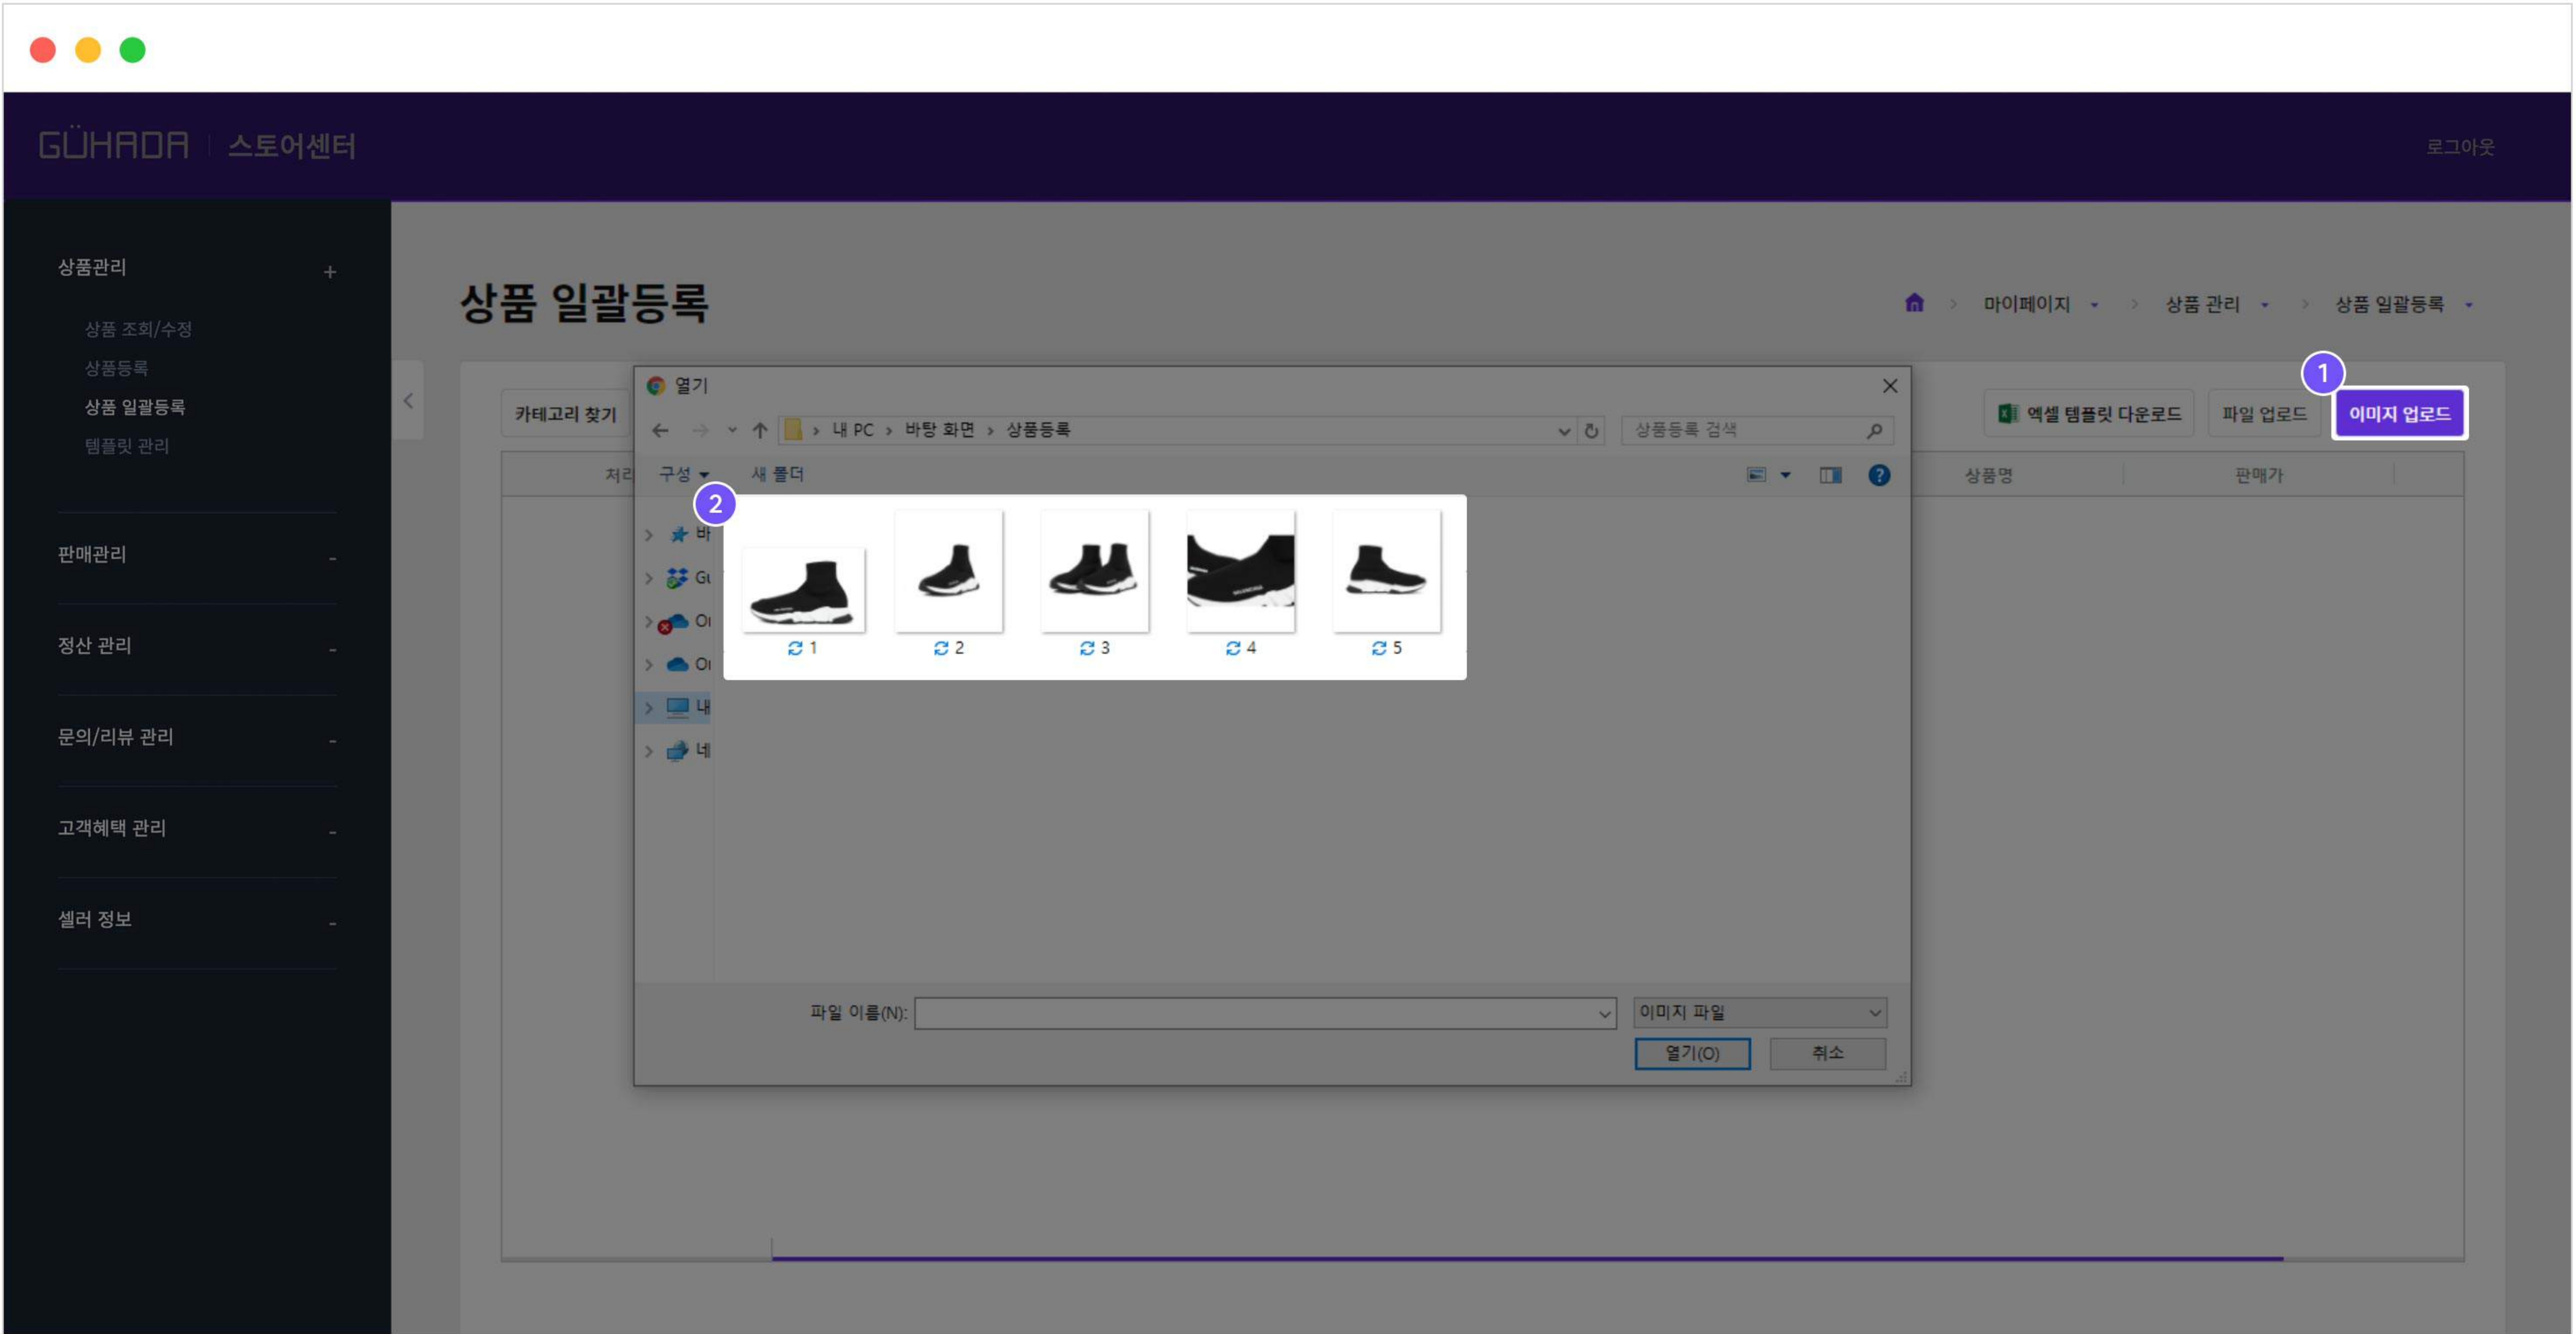 GÜHADA | 스토어센터
로그아웃
상품관리 +
상품 조회/수정
상품등록
상품 일괄등록
템플릿 관리
판매관리 -
정산 관리 -
문의/리뷰 관리 -
고객혜택 관리 -
셀러 정보 -
상품 일괄등록
마이페이지 > 상품 관리 > 상품 일괄등록
1
카테고리 찾기
엑셀 템플릿 다운로드
파일 업로드
이미지 업로드
처리
상품명
판매가
열기
내 PC > 바탕 화면 > 상품등록
상품등록 검색
구성
새 폴더
2
바
Gu
On
On
내
네
1
2
3
4
5
파일 이름(N):
이미지 파일
열기(O)
취소